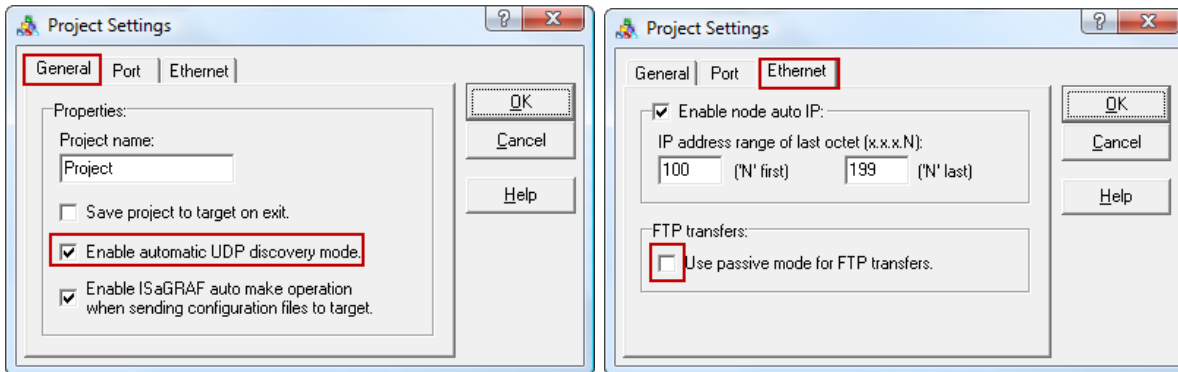 Project Settings
General Port Ethernet
Properties:
Project name:
Project
Save project to target on exit.
Enable automatic UDP discovery mode.
Enable ISaGRAF auto make operation
when sending configuration files to target.
OK
Cancel
Help
Project Settings
General Port Ethernet
Enable node auto IP:
IP address range of last octet (x.x.x.N):
100 ('N' first) 199 ('N' last)
FTP transfers:
Use passive mode for FTP transfers.
OK
Cancel
Help